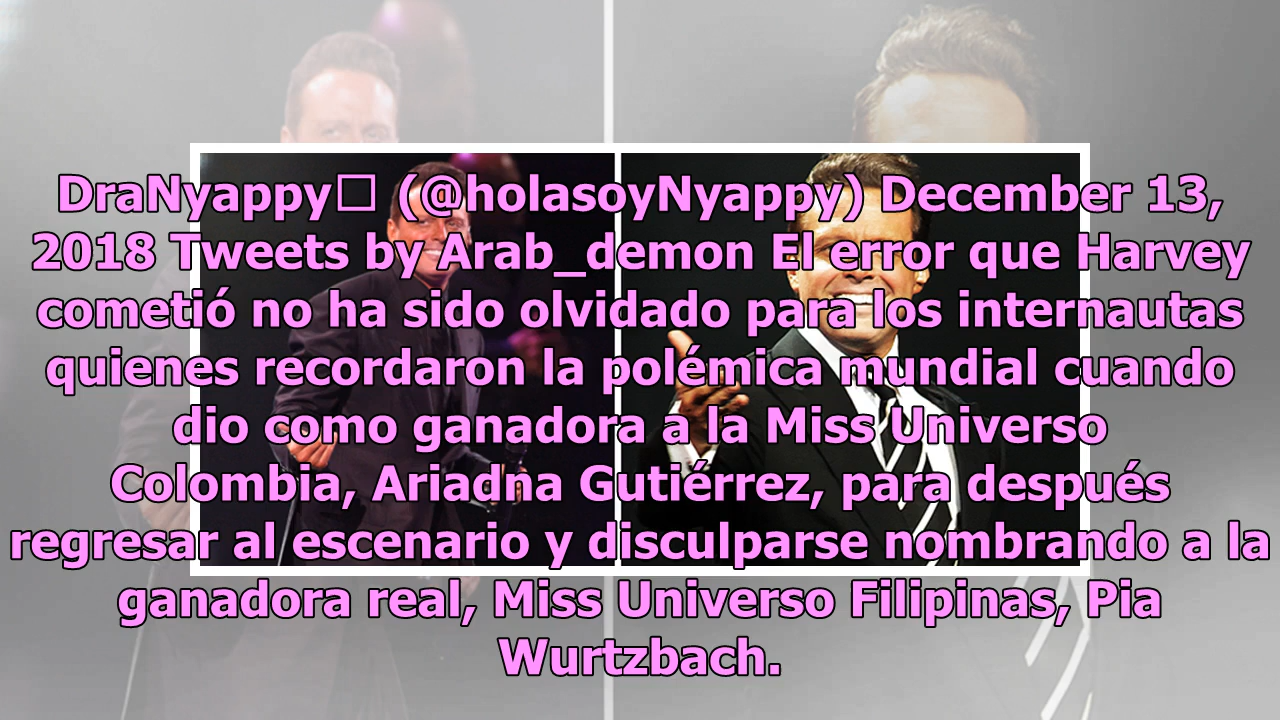 DraNyappy□ (@holasoyNyappy) December 13,
2018 Tweets by Arab_demon El error que Harvey
cometió no ha sido olvidado para los internautas
quienes recordaron la polémica mundial cuando
dio como ganadora a la Miss Universo
Colombia, Ariadna Gutiérrez, para después
regresar al escenario y disculparse nombrando a la
ganadora real, Miss Universo Filipinas, Pia
Wurtzbach.